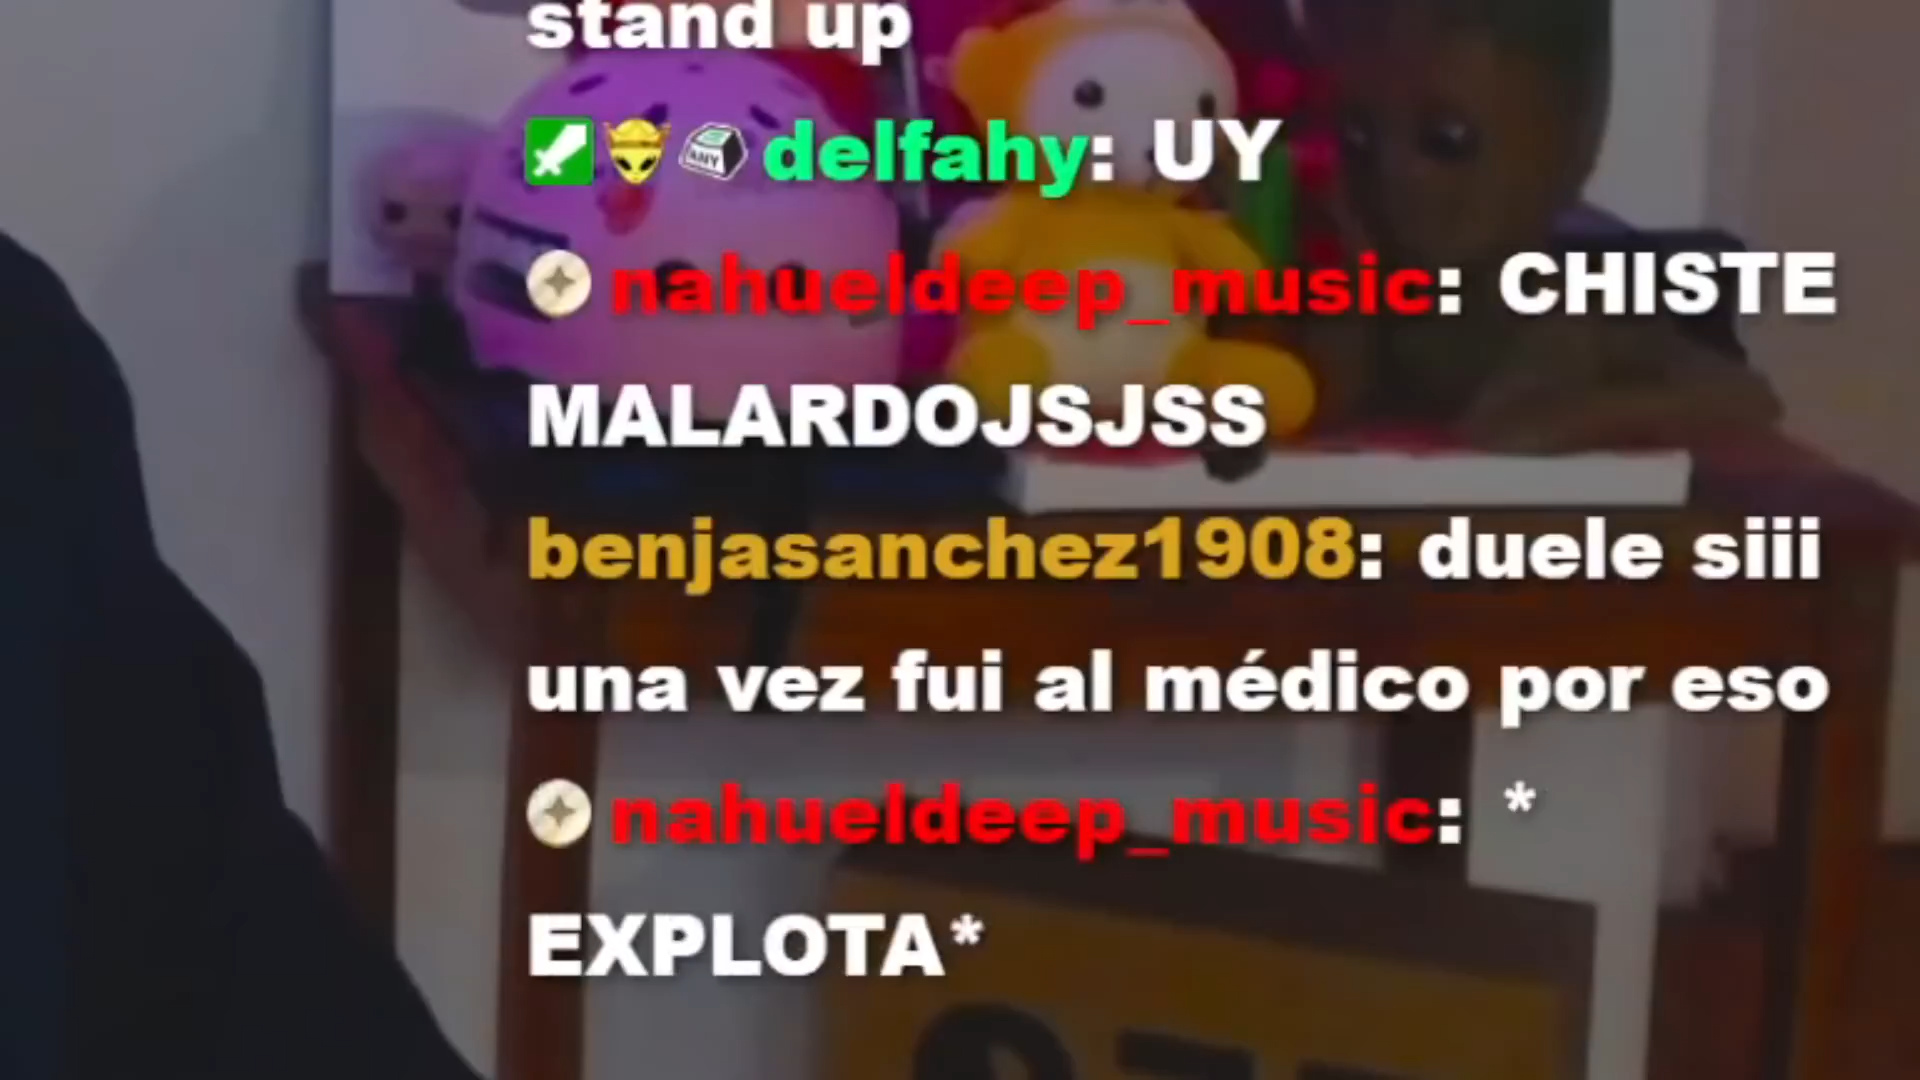 stand up
ANY delfahy: UY
nahueldeep_music: CHISTE
MALARDOJSJSS
benjasanchez1908: duele siii
una vez fui al médico por eso
nahueldeep_music: *
EXPLOTA*